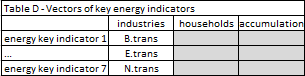 Table D - Vectors of key energy indicators
industries households accumulation
energy key indicator 1 B.trans
... E.trans
energy key indicator 7 N.trans